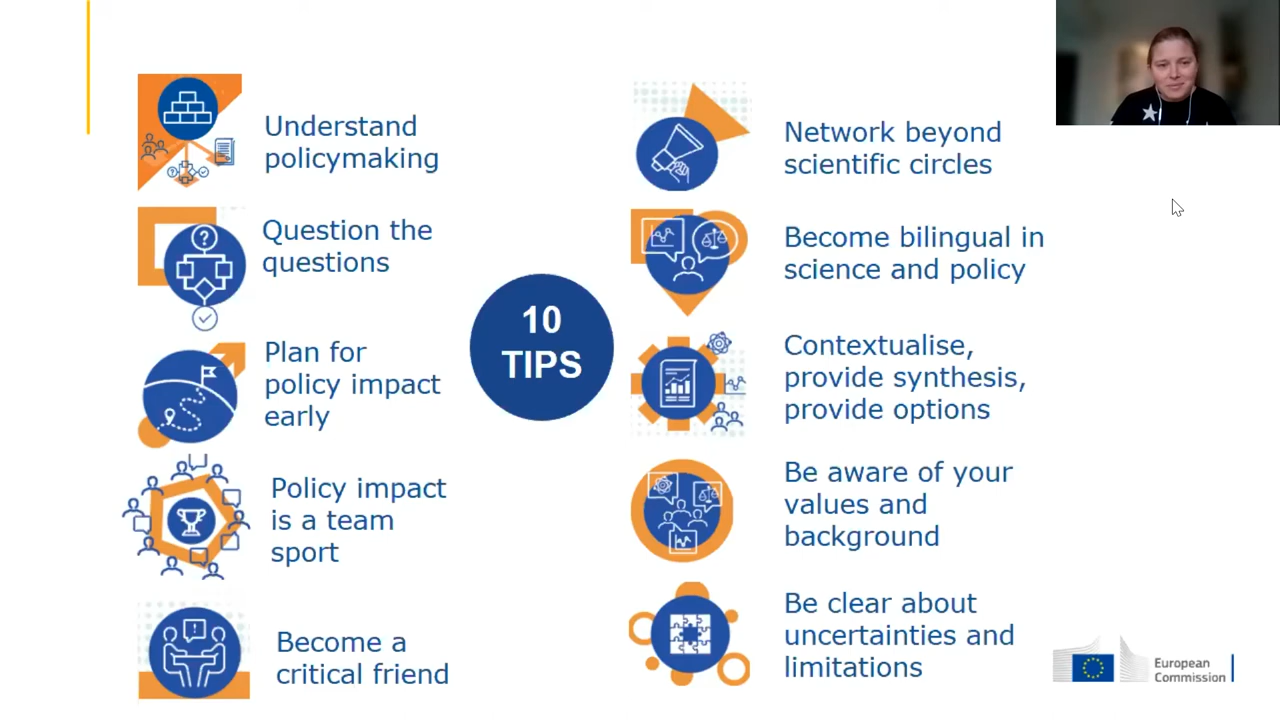 Understand
policymaking
Question the
questions
Plan for
policy impact
early
Policy impact
is a team
sport
Become a
critical friend
10
TIPS
Network beyond
scientific circles
Become bilingual in
science and policy
Contextualise,
provide synthesis,
provide options
Be aware of your
values and
background
Be clear about
uncertainties and
limitations
European
Commission